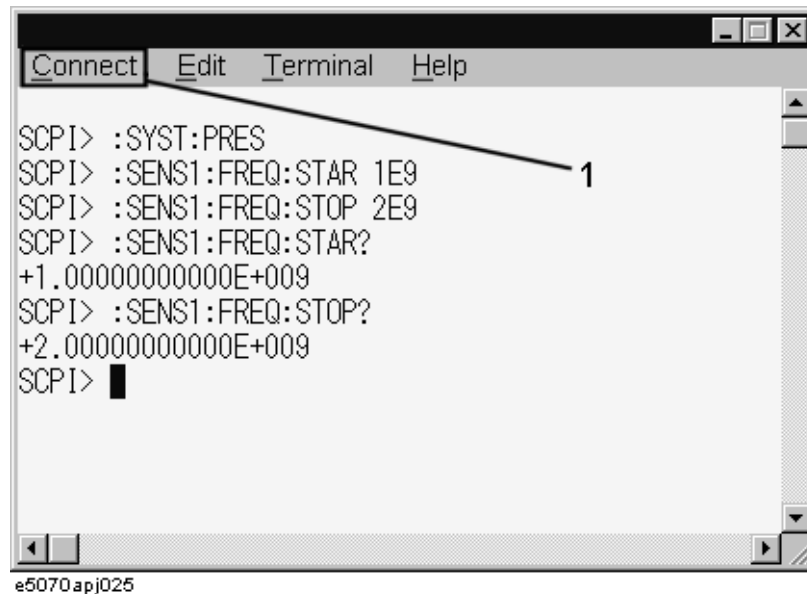 Connect Edit Terminal Help
SCPI> :SYST:PRES
SCPI> :SENS1:FREQ:STAR 1E9
1
SCPI> :SENS1:FREQ:STOP 2E9
SCPI> :SENS1:FREQ:STAR?
+1.00000000000E+009
SCPI> :SENS1:FREQ:STOP?
+2.00000000000E+009
SCPI>
e5070apj025